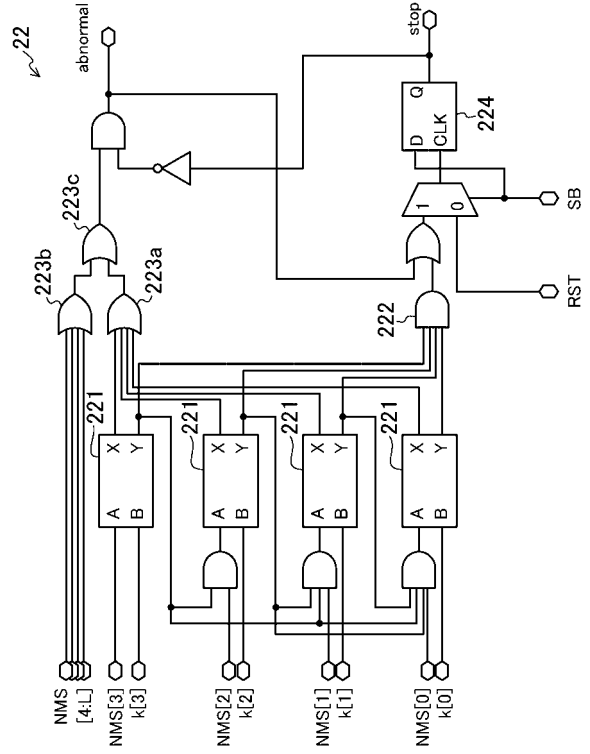 22
abnormal
stop
Q
D
CLK
224
223c
1
0
SB
223b
223a
222
RST
221
221
221
221
X
Y
X
Y
X
Y
X
Y
A
B
A
B
A
B
A
B
NMS
[4:L]
NMS[3]
k[3]
NMS[2]
k[2]
NMS[1]
k[1]
NMS[0]
k[0]